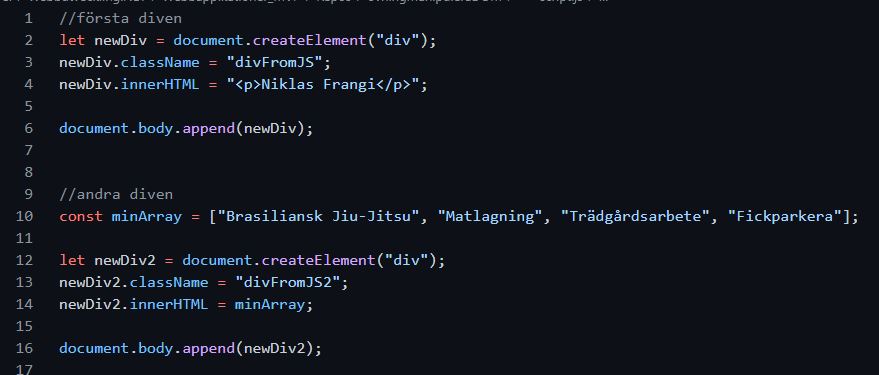 1 //första diven
2 let newDiv = document.createElement("div");
3 newDiv.className = "divFromJS";
4 newDiv.innerHTML = "<p>Niklas Frangi</p>";
5
6 document.body.append(newDiv);
7
8
9 //andra diven
10 const minArray = ["Brasiliansk Jiu-Jitsu", "Matlagning", "Trädgårdsarbete", "Fickparkera"];
11
12 let newDiv2 = document.createElement("div");
13 newDiv2.className = "divFromJS2";
14 newDiv2.innerHTML = minArray;
15
16 document.body.append(newDiv2);
17